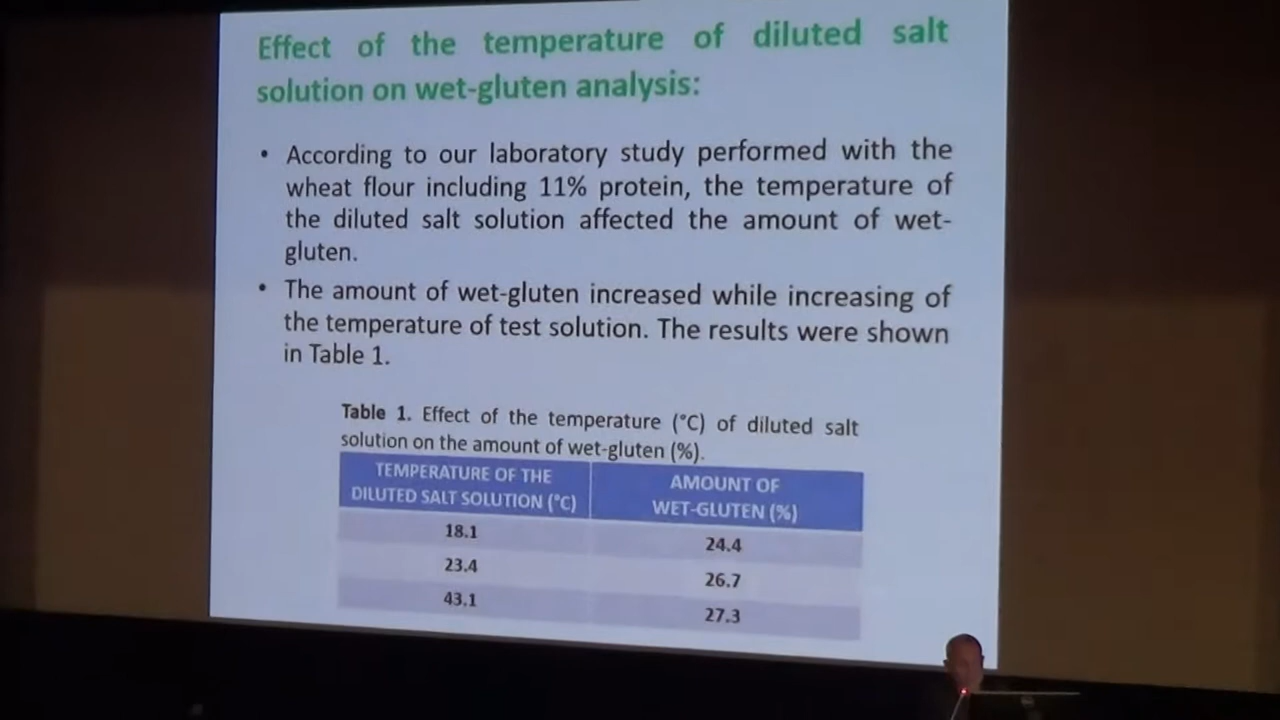 Effect of the temperature of diluted salt
solution on wet-gluten analysis:
• According to our laboratory study performed with the
wheat flour including 11% protein, the temperature of
the diluted salt solution affected the amount of wet-
gluten.
• The amount of wet-gluten increased while increasing of
the temperature of test solution. The results were shown
in Table 1.
Table 1. Effect of the temperature (°C) of diluted salt
solution on the amount of wet-gluten (%).
TEMPERATURE OF THE
DILUTED SALT SOLUTION (°C)
AMOUNT OF
WET-GLUTEN (%)
18.1 24.4
23.4 26.7
43.1 27.3